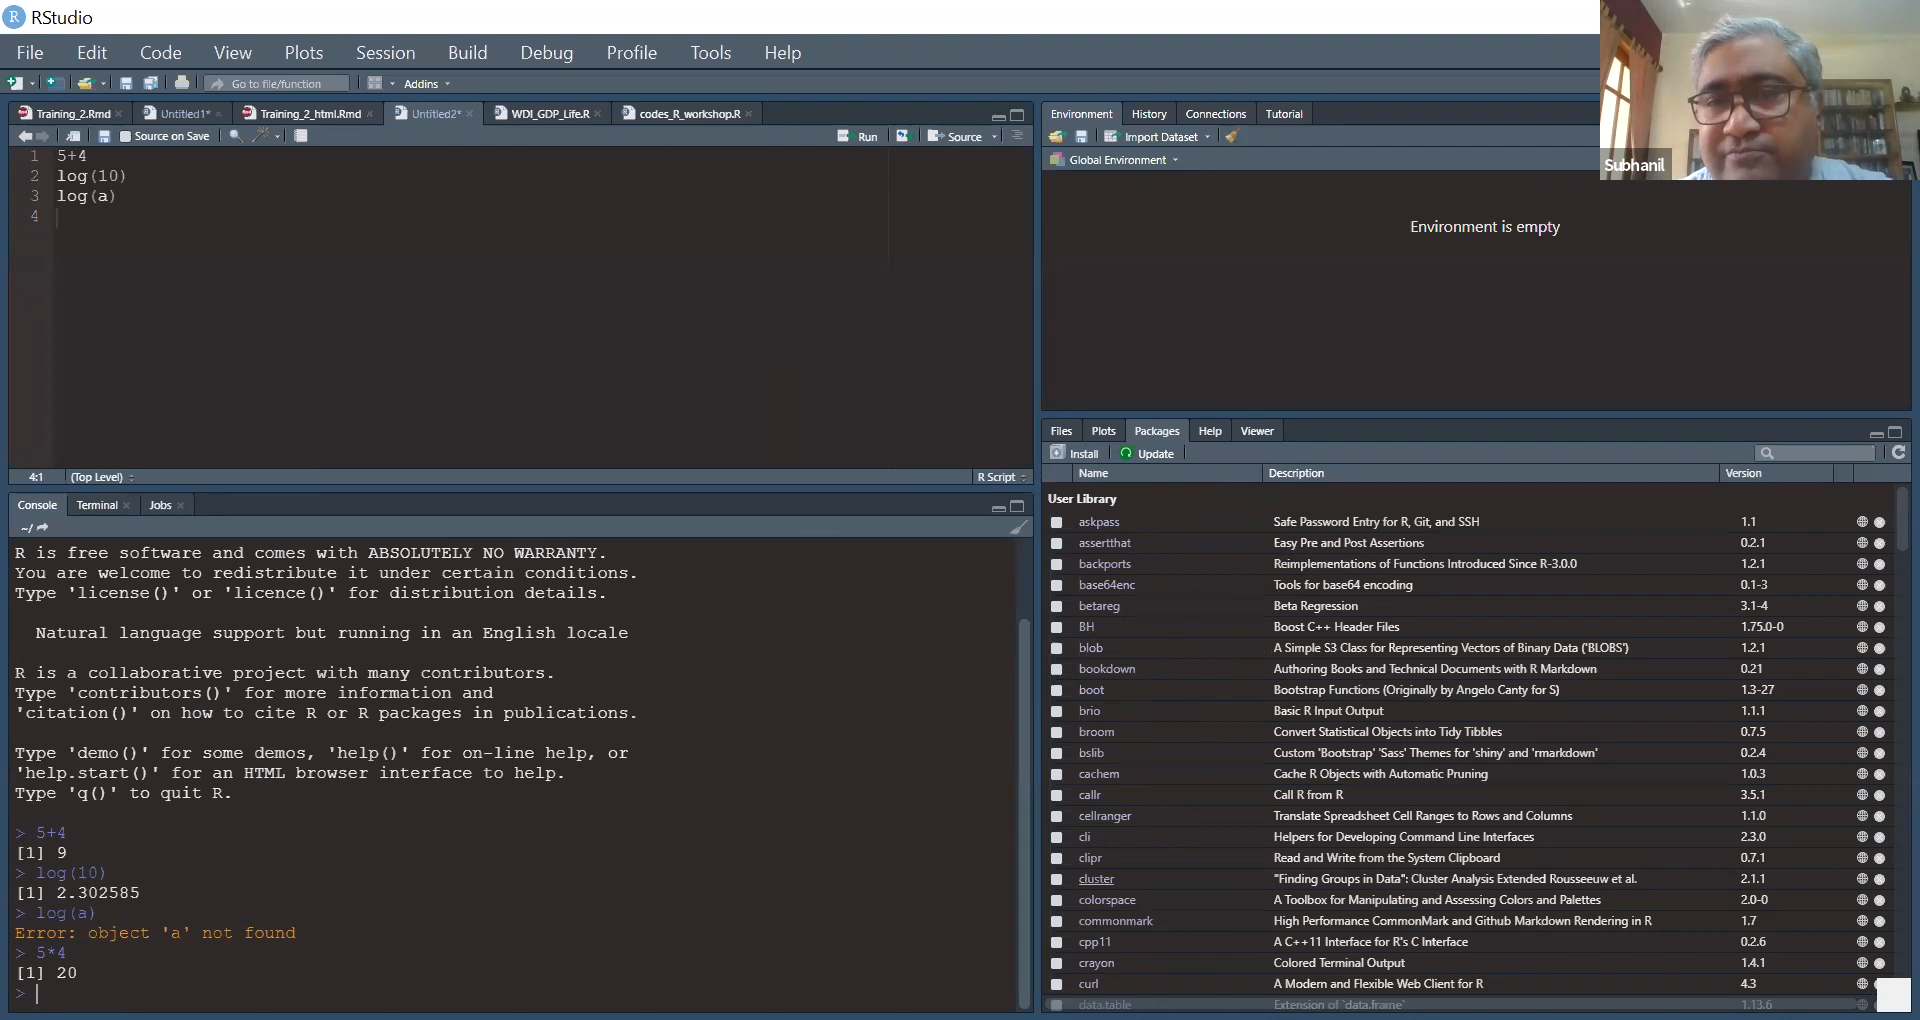 RStudio
File Edit Code View Plots Session Build Debug Profile Tools Help
Go to file/function Addins
Training_2.Rmd Untitled1* Training_2_html.Rmd Untitled2* WDI_GDP_Life.R codes_R_workshop.R
Source on Save Run Source
1 5+4
2 log(10)
3 log(a)
4
4:1 (Top Level) R Script
Console Terminal Jobs
~/
R is free software and comes with ABSOLUTELY NO WARRANTY.
You are welcome to redistribute it under certain conditions.
Type 'license()' or 'licence()' for distribution details.
Natural language support but running in an English locale
R is a collaborative project with many contributors.
Type 'contributors()' for more information and
'citation()' on how to cite R or R packages in publications.
Type 'demo()' for some demos, 'help()' for on-line help, or
'help.start()' for an HTML browser interface to help.
Type 'q()' to quit R.
> 5+4
[1] 9
> log(10)
[1] 2.302585
> log(a)
Error: object 'a' not found
> 5*4
[1] 20
>
Environment History Connections Tutorial
Import Dataset
Global Environment
Environment is empty
Subhanil
Files Plots Packages Help Viewer
Install Update
Name Description Version
User Library
askpass Safe Password Entry for R, Git, and SSH 1.1
assertthat Easy Pre and Post Assertions 0.2.1
backports Reimplementations of Functions Introduced Since R-3.0.0 1.2.1
base64enc Tools for base64 encoding 0.1-3
betareg Beta Regression 3.1-4
BH Boost C++ Header Files 1.75.0-0
blob A Simple S3 Class for Representing Vectors of Binary Data ('BLOBS') 1.2.1
bookdown Authoring Books and Technical Documents with R Markdown 0.21
boot Bootstrap Functions (Originally by Angelo Canty for S) 1.3-27
brio Basic R Input Output 1.1.1
broom Convert Statistical Objects into Tidy Tibbles 0.7.5
bslib Custom 'Bootstrap' 'Sass' Themes for 'shiny' and 'rmarkdown' 0.2.4
cachem Cache R Objects with Automatic Pruning 1.0.3
callr Call R from R 3.5.1
cellranger Translate Spreadsheet Cell Ranges to Rows and Columns 1.1.0
cli Helpers for Developing Command Line Interfaces 2.3.0
clipr Read and Write from the System Clipboard 0.7.1
cluster "Finding Groups in Data": Cluster Analysis Extended Rousseeuw et al. 2.1.1
colorspace A Toolbox for Manipulating and Assessing Colors and Palettes 2.0-0
commonmark High Performance CommonMark and Github Markdown Rendering in R 1.7
cpp11 A C++11 Interface for R's C Interface 0.2.6
crayon Colored Terminal Output 1.4.1
curl A Modern and Flexible Web Client for R 4.3
data.table Extension of `data.frame` 1.13.6